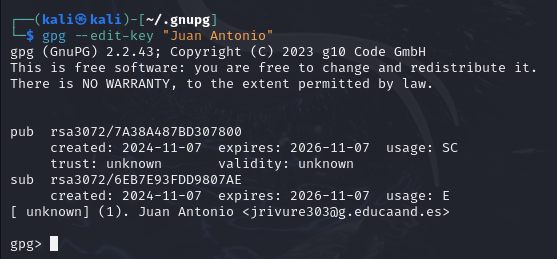 ┌──(kali㉿kali)-[~/.gnupg]
└─$ gpg --edit-key "Juan Antonio"
gpg (GnuPG) 2.2.43; Copyright (C) 2023 g10 Code GmbH
This is free software: you are free to change and redistribute it.
There is NO WARRANTY, to the extent permitted by law.
pub  rsa3072/7A38A487BD307800
     created: 2024-11-07  expires: 2026-11-07  usage: SC
     trust: unknown       validity: unknown
sub  rsa3072/6EB7E93FDD9807AE
     created: 2024-11-07  expires: 2026-11-07  usage: E
[ unknown] (1). Juan Antonio <jrivure303@g.educaand.es>
gpg>